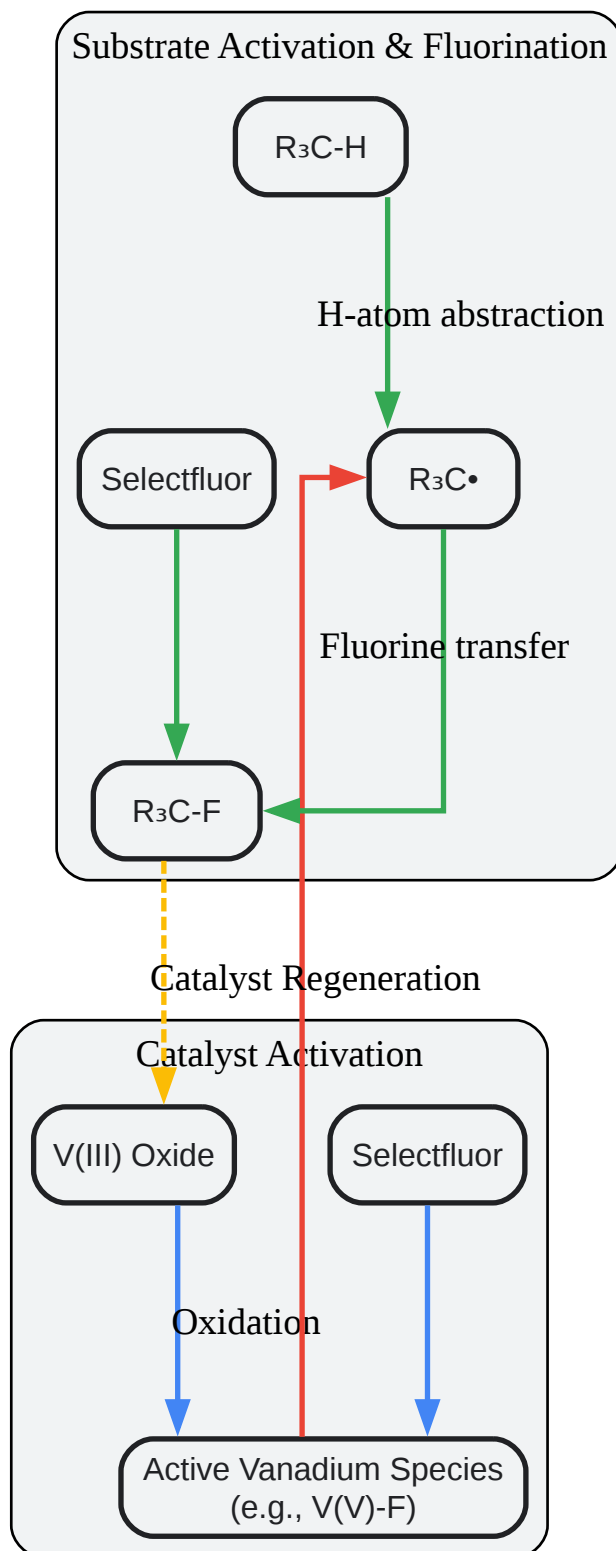 Substrate Activation & Fluorination
R₃C-H
H-atom abstraction
Selectfluor
R₃C•
Fluorine transfer
R₃C-F
Catalyst Regeneration
Catalyst Activation
V(III) Oxide
Selectfluor
Oxidation
Active Vanadium Species
(e.g., V(V)-F)